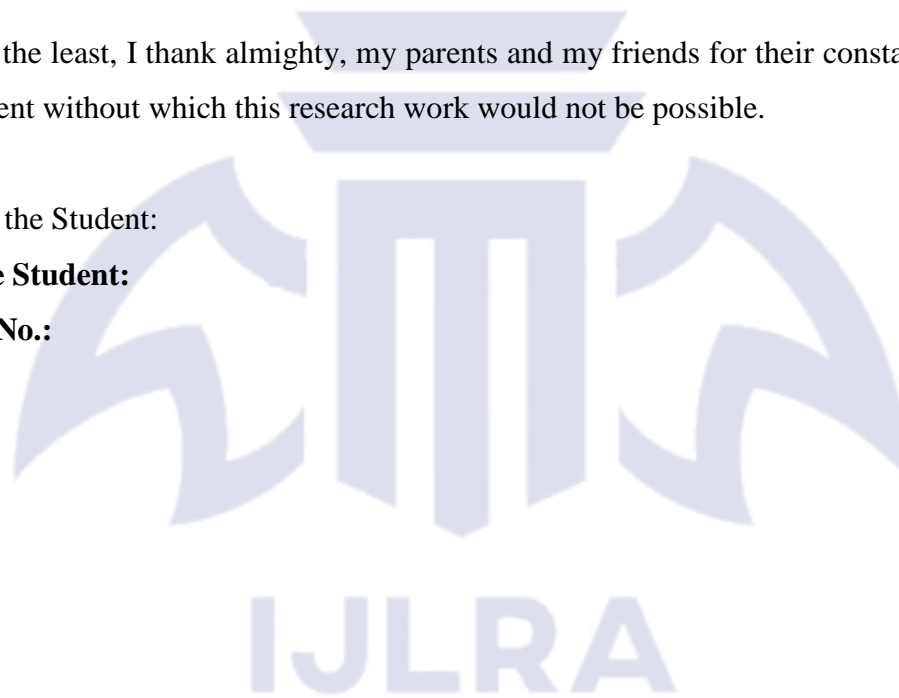 the least, I thank almighty, my parents and my friends for their consta
ent without which this research work would not be possible.
the Student:
e Student:
No.:
IJLRA